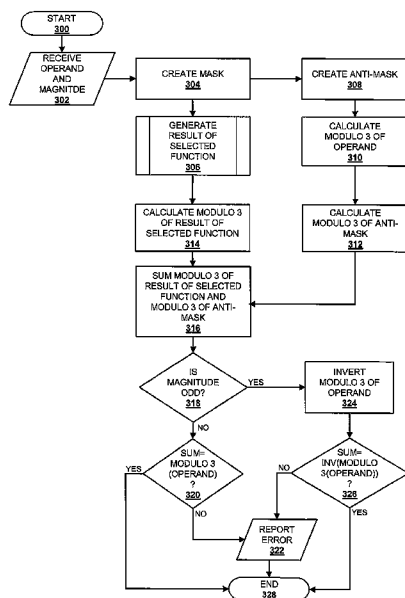 START
300
RECEIVE
OPERAND
AND
MAGNITDE
302
CREATE MASK
304
CREATE ANTI-MASK
308
GENERATE
RESULT OF
SELECTED
FUNCTION
306
CALCULATE
MODULO 3
OF OPERAND
310
CALCULATE MODULO 3
OF RESULT OF
SELECTED FUNCTION
314
CALCULATE
MODULO 3
OF ANTI-
MASK
312
SUM MODULO 3 OF
RESULT OF SELECTED
FUNCTION AND
MODULO 3 OF ANTI-
MASK
316
IS
MAGNITUDE
ODD?
318
YES
INVERT
MODULO 3 OF
OPERAND
324
NO
YES
SUM=
MODULO 3
(OPERAND)
?
320
NO
NO
SUM=
INV(MODULO
3(OPERAND))
?
326
YES
REPORT
ERROR
322
END
328